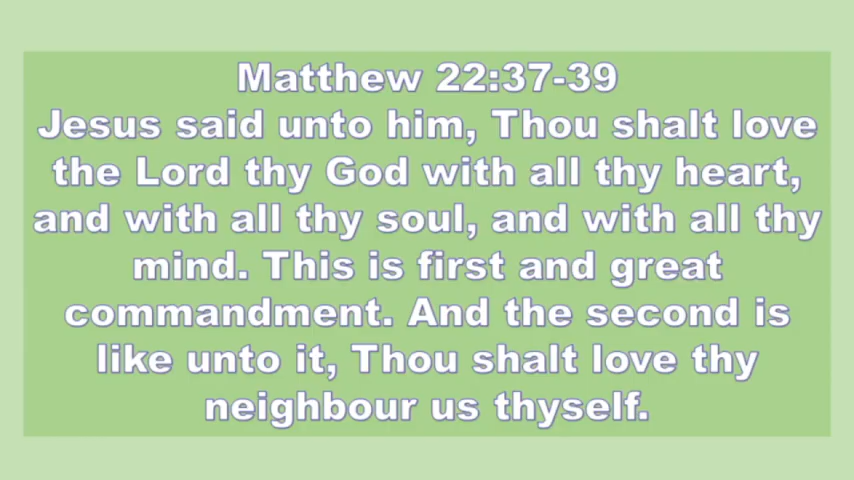 Matthew 22:37-39
Jesus said unto him, Thou shalt love
the Lord thy God with all thy heart,
and with all thy soul, and with all thy
mind. This is first and great
commandment. And the second is
like unto it, Thou shalt love thy
neighbour us thyself.